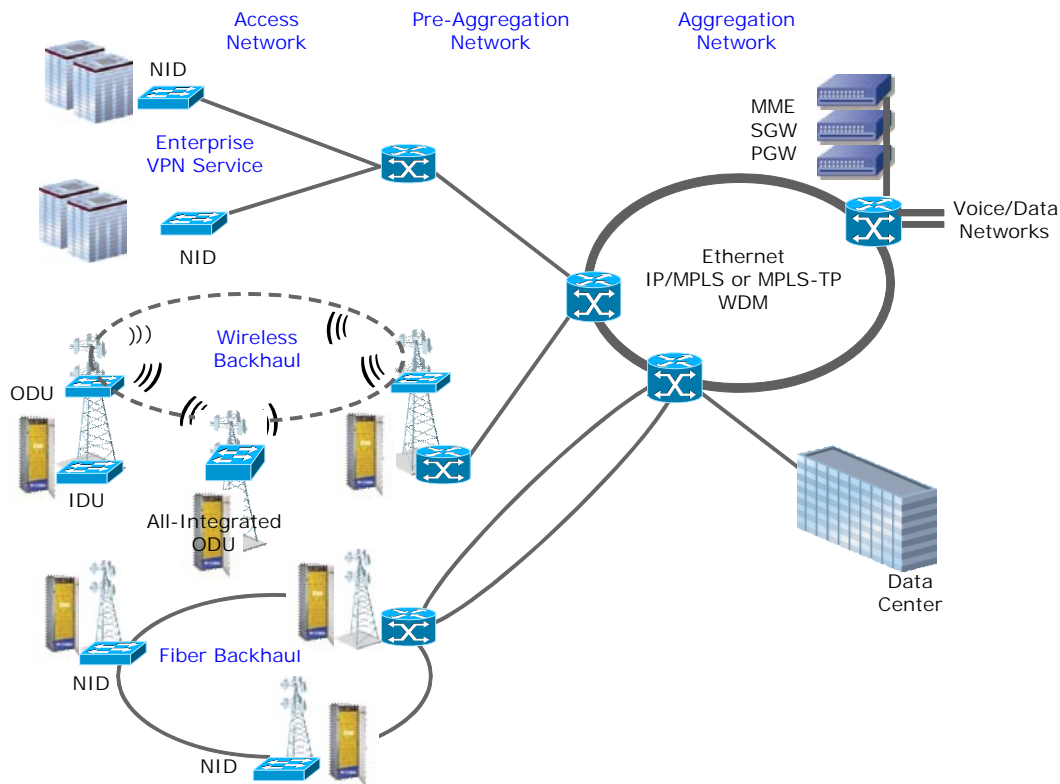 Access
Network
Pre-Aggregation
Network
Aggregation
Network
NID
MME
SGW
PGW
Enterprise
VPN Service
NID
Voice/Data
Networks
Ethernet
IP/MPLS or MPLS-TP
WDM
Wireless
Backhaul
ODU
IDU
All-Integrated
ODU
Data
Center
Fiber Backhaul
NID
NID